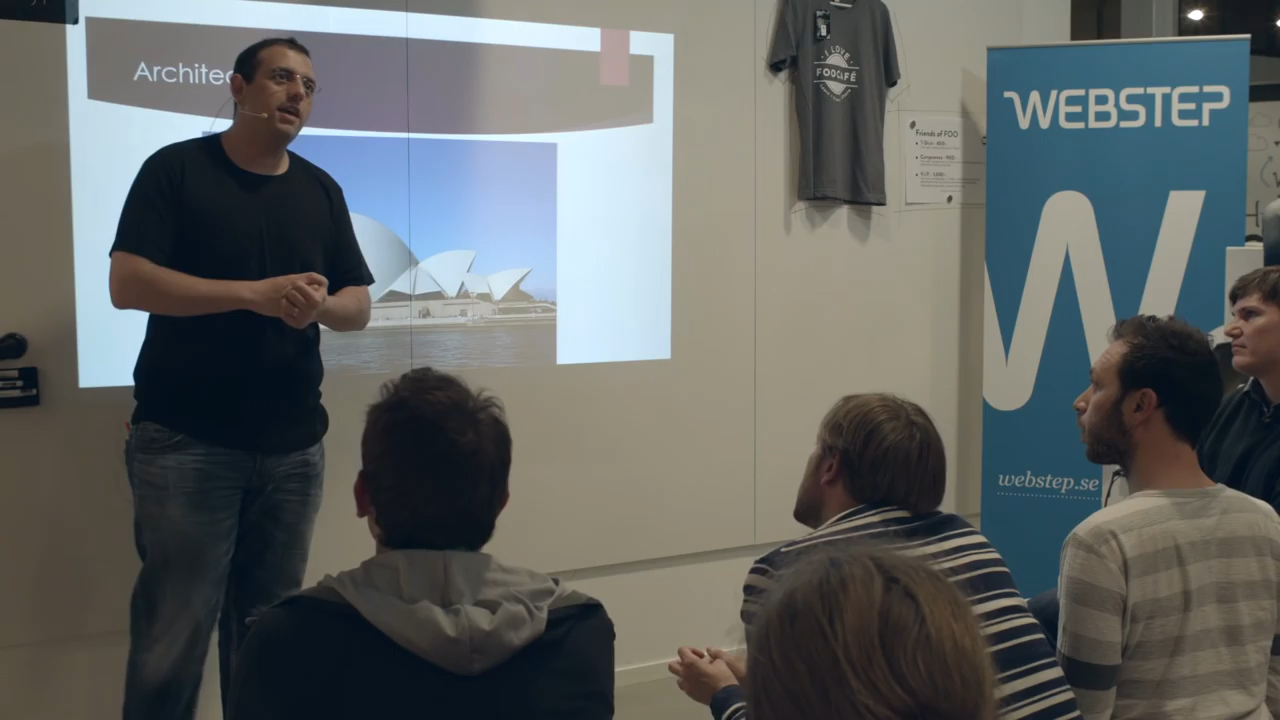 Architec
I LOVE
FOOCAFÉ
Friends of FOO
WEBSTEP
W
webstep.se